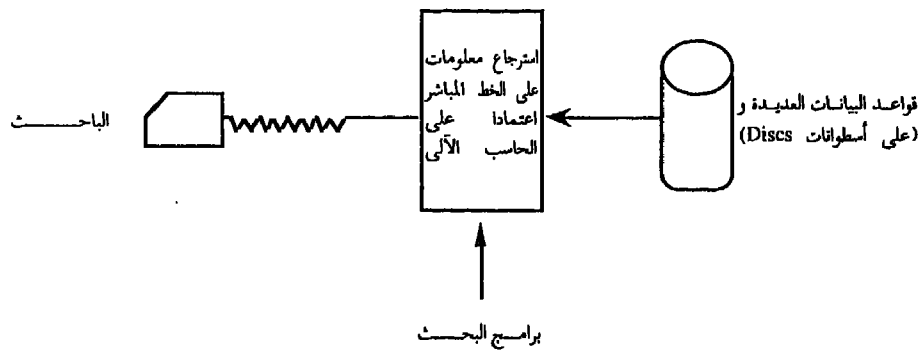 قواعد البيانات العديدة و
(على أسطوانات Discs)
استرجاع معلومات
على الخط المباشر
اعتمادا على
الحاسب الآلى
الباحث
برامج البحث